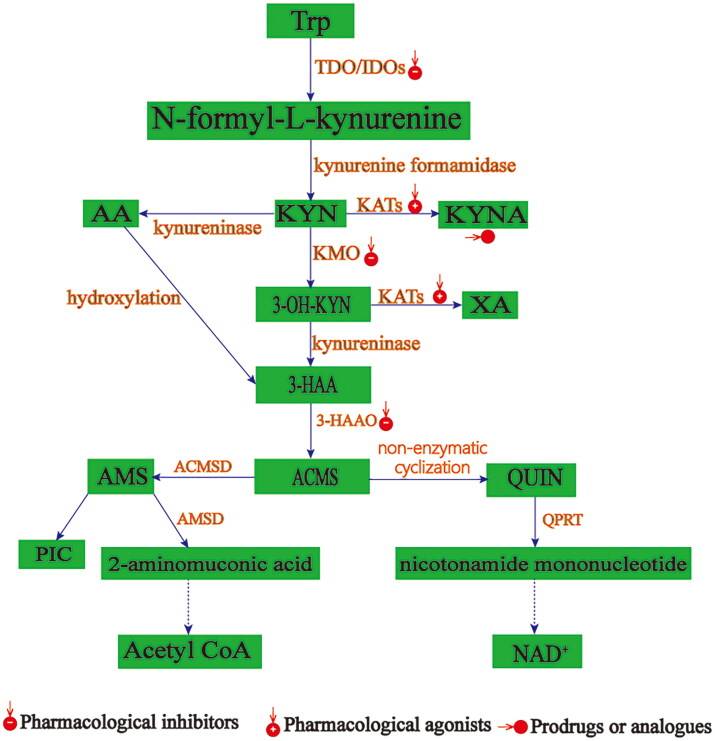 Trp
TDO/IDOs
N-formyl-L-kynurenine
kynurenine formamidase
AA
KYN
KATs
KYNA
kynureninase
KMO
hydroxylation
3-OH-KYN
KATs
XA
kynureninase
3-HAA
3-HAAO
AMS
ACMSD
ACMS
non-enzymatic
cyclization
QUIN
AMSD
QPRT
PIC
2-aminomuconic acid
nicotonamide mononucleotide
Acetyl CoA
NAD+
Pharmacological inhibitors
Pharmacological agonists
Prodrugs or analogues